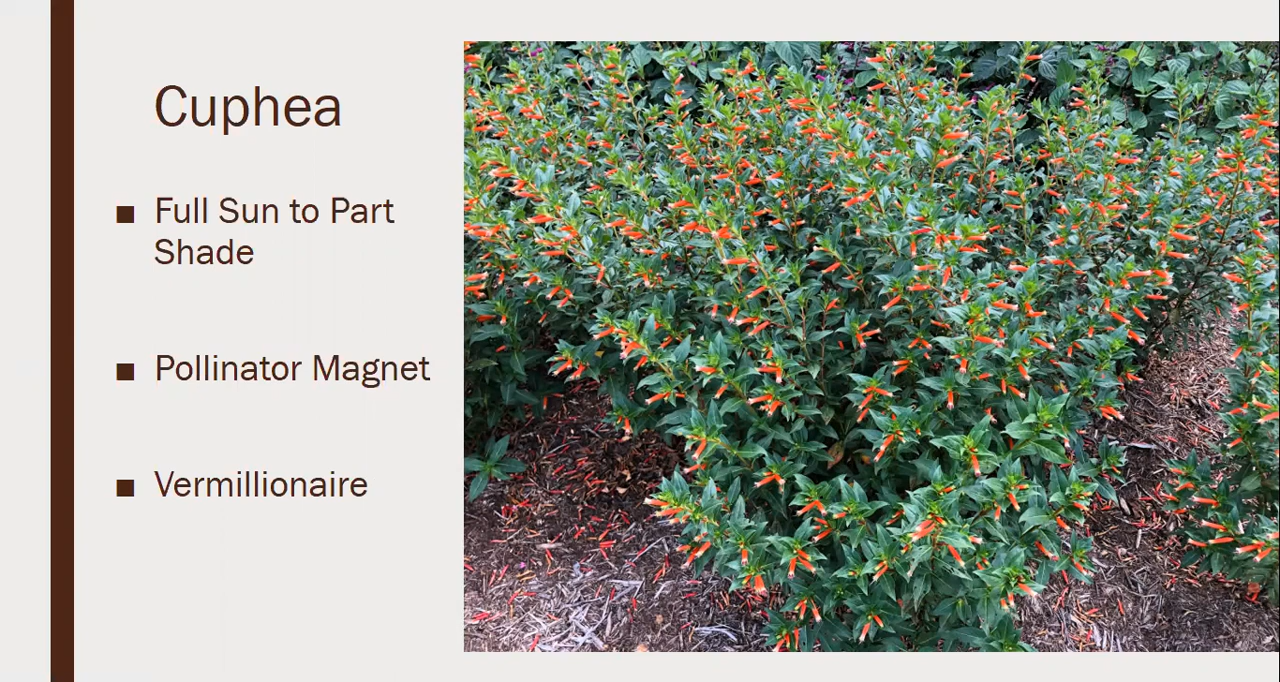 Cuphea
■ Full Sun to Part
Shade
■ Pollinator Magnet
■ Vermillionaire